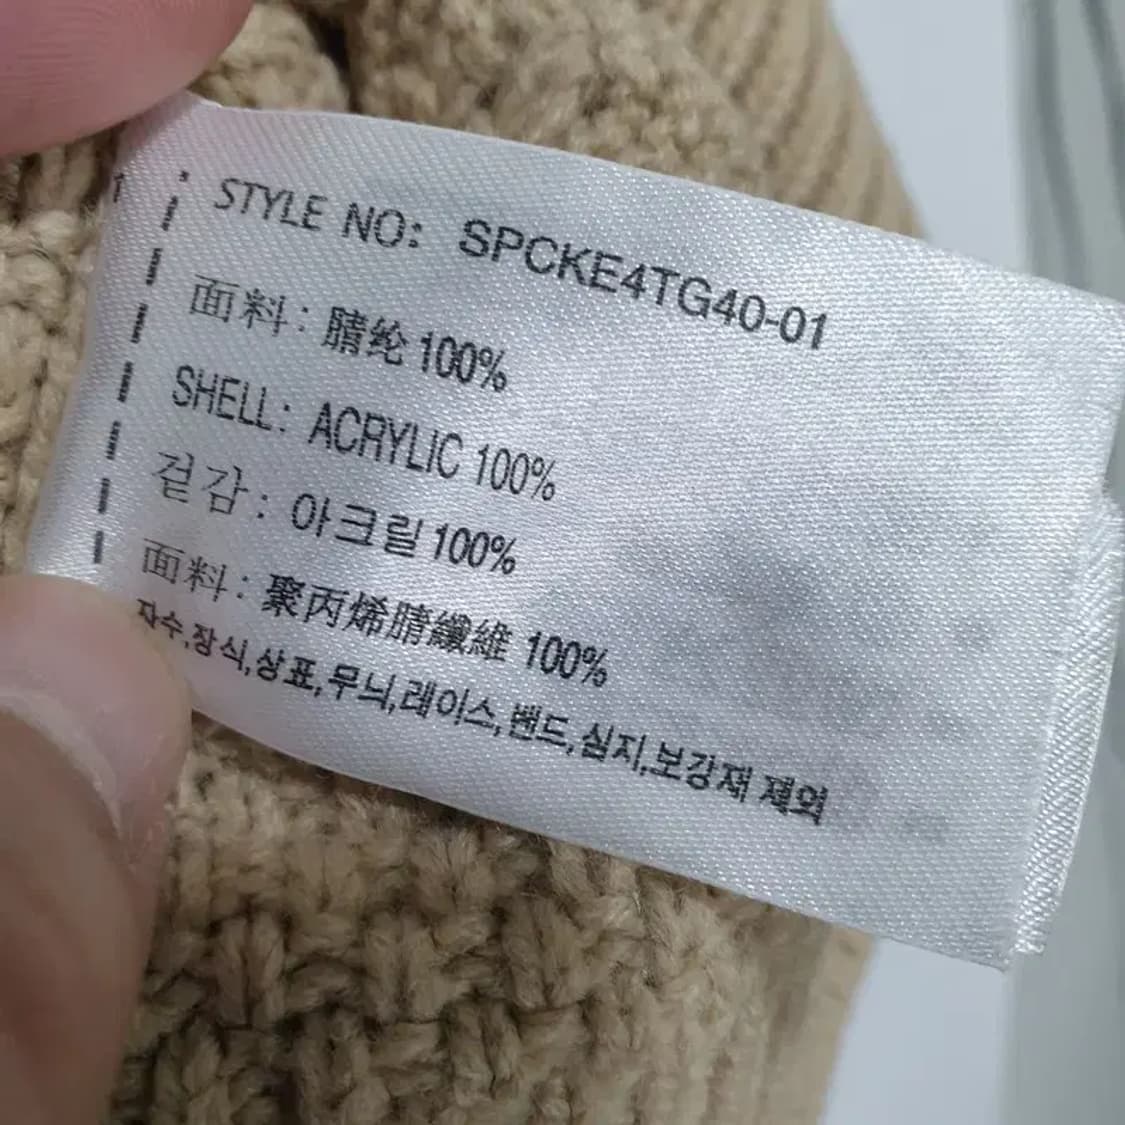 STYLE NO: SPCKE4TG40-01
面料: 腈纶 100%
SHELL: ACRYLIC 100%
겉감: 아크릴 100%
面料: 聚丙烯腈纖維 100%
자수,장식,상표,무늬,레이스,밴드,심지,보강재 제외